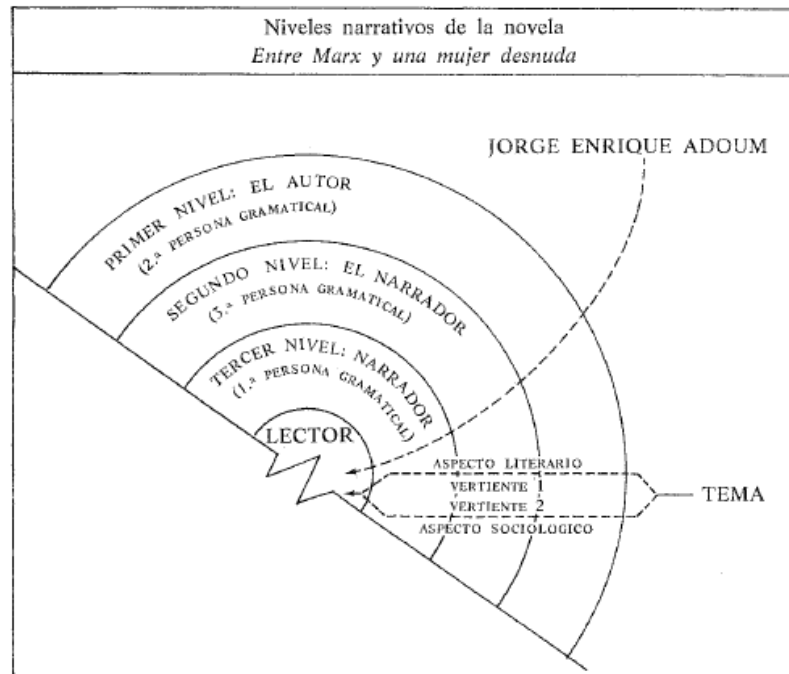 Niveles narrativos de la novela
Entre Marx y una mujer desnuda
JORGE ENRIQUE ADOUM
PRIMER NIVEL: EL AUTOR
(2.ª PERSONA GRAMATICAL)
SEGUNDO NIVEL: EL NARRADOR
(3.ª PERSONA GRAMATICAL)
TERCER NIVEL: NARRADOR
(1.ª PERSONA GRAMATICAL)
LECTOR
ASPECTO LITERARIO
VERTIENTE 1
VERTIENTE 2
ASPECTO SOCIOLOGICO
TEMA